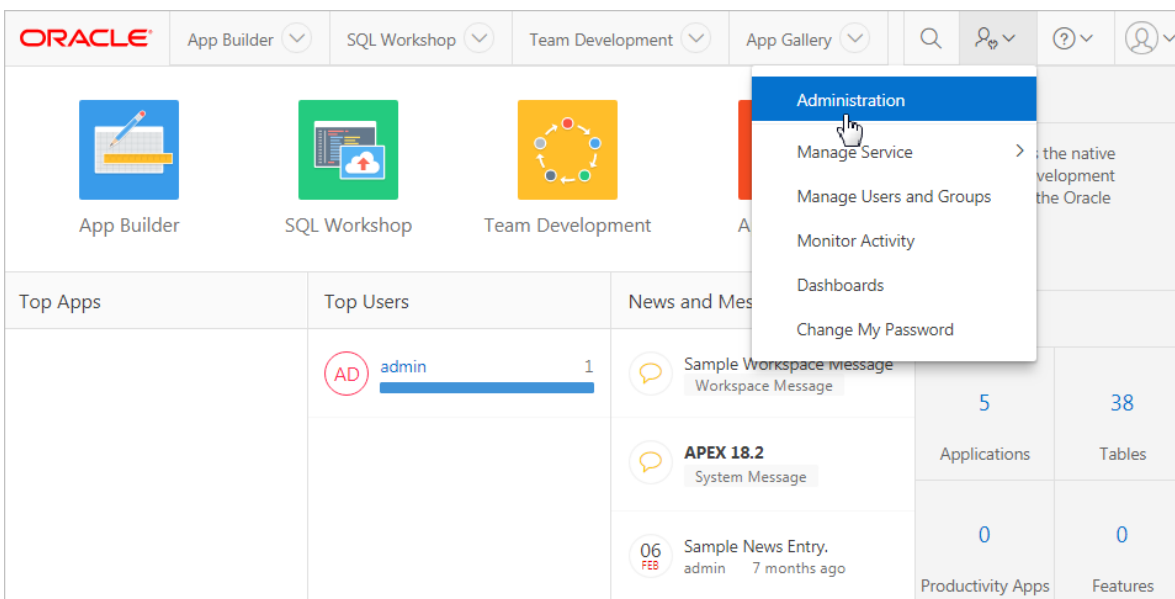 ORACLE
App Builder
SQL Workshop
Team Development
App Gallery
Administration
Manage Service
Manage Users and Groups
Monitor Activity
Dashboards
Change My Password
the native
velopment
the Oracle
App Builder
SQL Workshop
Team Development
A
Top Apps
Top Users
News and Mes
AD
admin
1
Sample Workspace Message
Workspace Message
APEX 18.2
System Message
06
FEB
Sample News Entry.
admin 7 months ago
5
Applications
38
Tables
0
Productivity Apps
0
Features